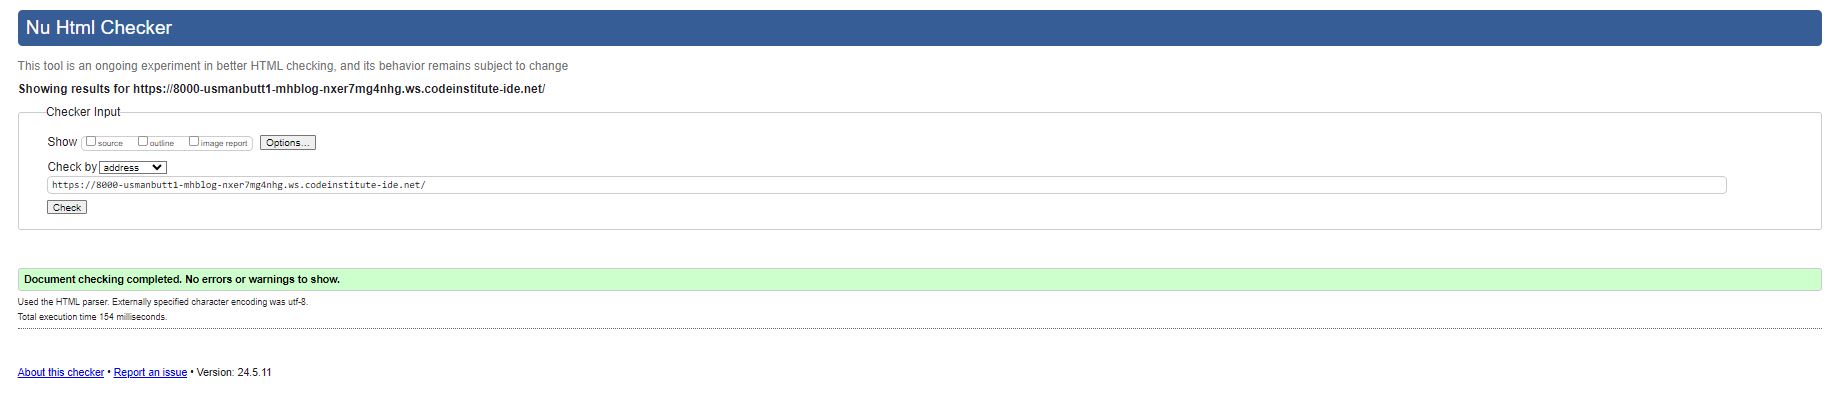 Nu Html Checker
This tool is an ongoing experiment in better HTML checking, and its behavior remains subject to change
Showing results for https://8000-usmanbutt1-mhblog-nxer7mg4nhg.ws.codeinstitute-ide.net/
Checker Input
Show source outline image report Options...
Check by address
https://8000-usmanbutt1-mhblog-nxer7mg4nhg.ws.codeinstitute-ide.net/
Check
Document checking completed. No errors or warnings to show.
Used the HTML parser. Externally specified character encoding was utf-8.
Total execution time 154 milliseconds.
About this checker • Report an issue • Version: 24.5.11